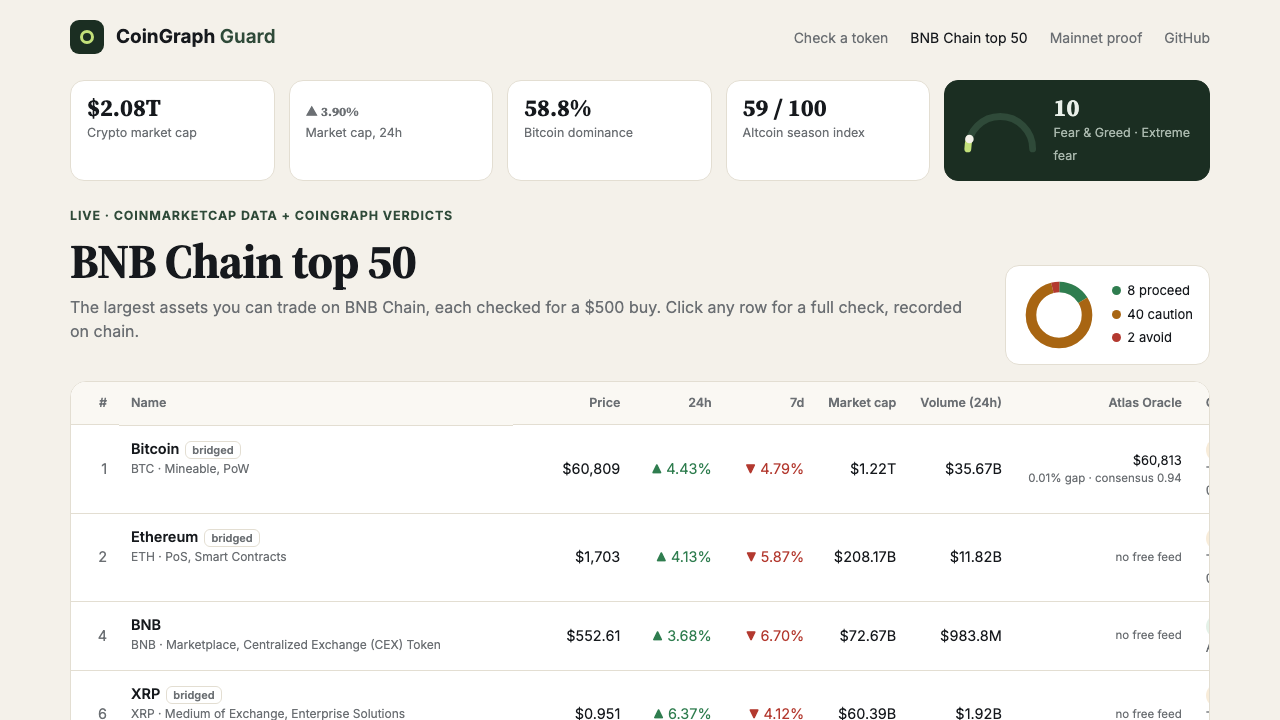 CoinGraph Guard
Check a token
BNB Chain top 50
Mainnet proof
GitHub
$2.08T
Crypto market cap
▲ 3.90%
Market cap, 24h
58.8%
Bitcoin dominance
59 / 100
Altcoin season index
10
Fear & Greed · Extreme
fear
LIVE · COINMARKETCAP DATA + COINGRAPH VERDICTS
BNB Chain top 50
The largest assets you can trade on BNB Chain, each checked for a $500 buy. Click any row for a full check, recorded
on chain.
8 proceed
40 caution
2 avoid
# Name Price 24h 7d Market cap Volume (24h) Atlas Oracle
1 Bitcoin bridged
BTC · Mineable, PoW
$60,809 ▲ 4.43% ▼ 4.79% $1.22T $35.67B
$60,813
0.01% gap · consensus 0.94
2 Ethereum bridged
ETH · PoS, Smart Contracts
$1,703 ▲ 4.13% ▼ 5.87% $208.17B $11.82B no free feed
4 BNB
BNB · Marketplace, Centralized Exchange (CEX) Token
$552.61 ▲ 3.68% ▼ 6.70% $72.67B $983.8M no free feed
6 XRP bridged
XRP · Medium of Exchange, Enterprise Solutions
$0.951 ▲ 6.37% ▼ 4.12% $60.39B $1.92B no free feed